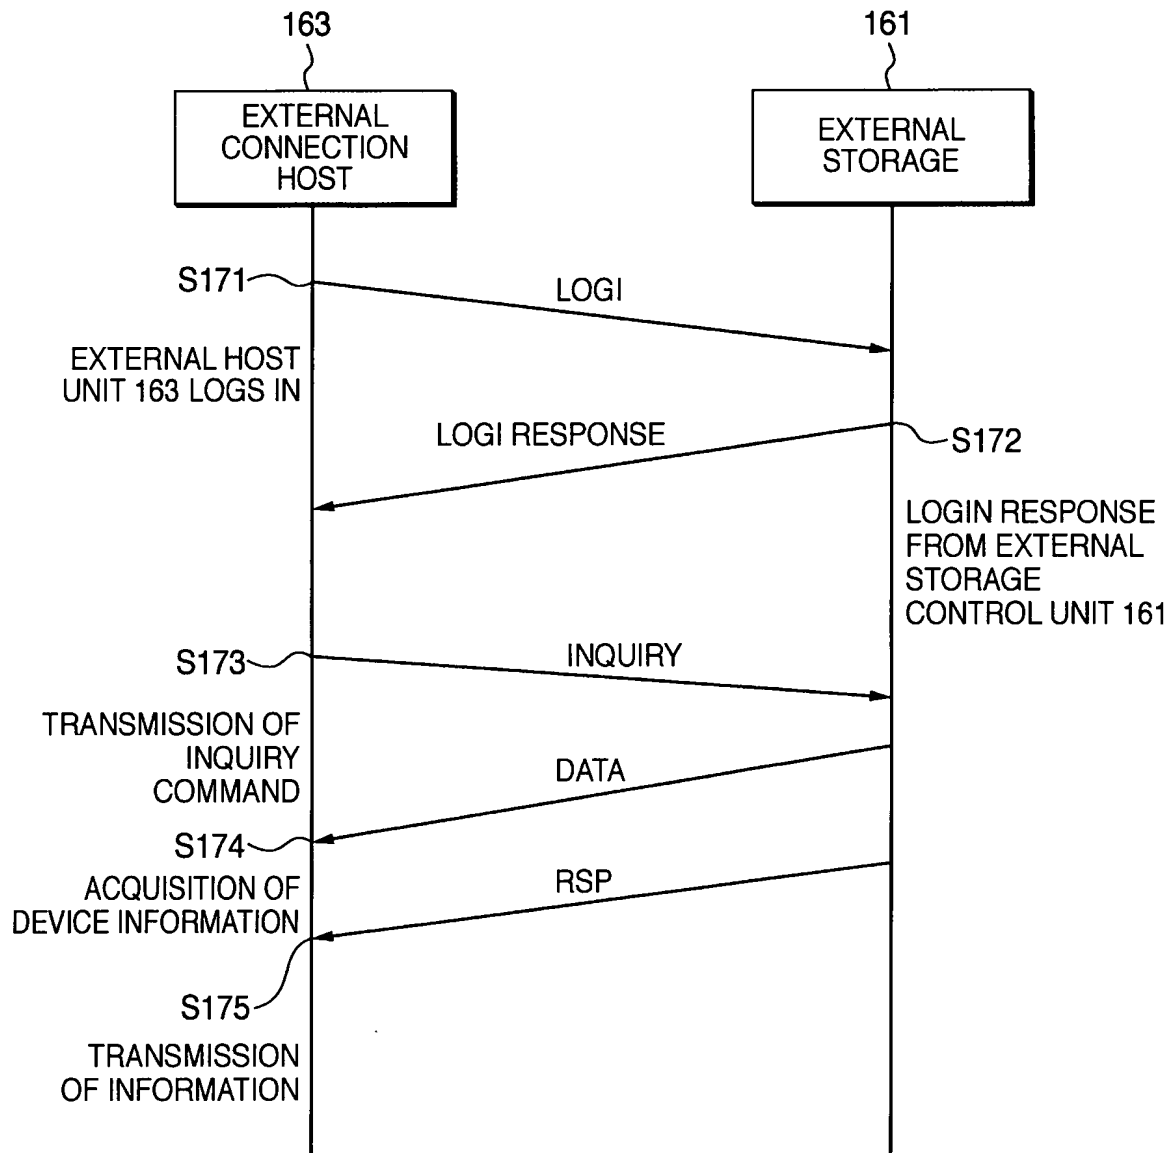 163
161
EXTERNAL
CONNECTION
HOST
EXTERNAL
STORAGE
S171
LOGI
EXTERNAL HOST
UNIT 163 LOGS IN
LOGI RESPONSE
S172
LOGIN RESPONSE
FROM EXTERNAL
STORAGE
CONTROL UNIT 161
S173
INQUIRY
TRANSMISSION OF
INQUIRY
COMMAND
DATA
S174
ACQUISITION OF
DEVICE INFORMATION
RSP
S175
TRANSMISSION
OF INFORMATION